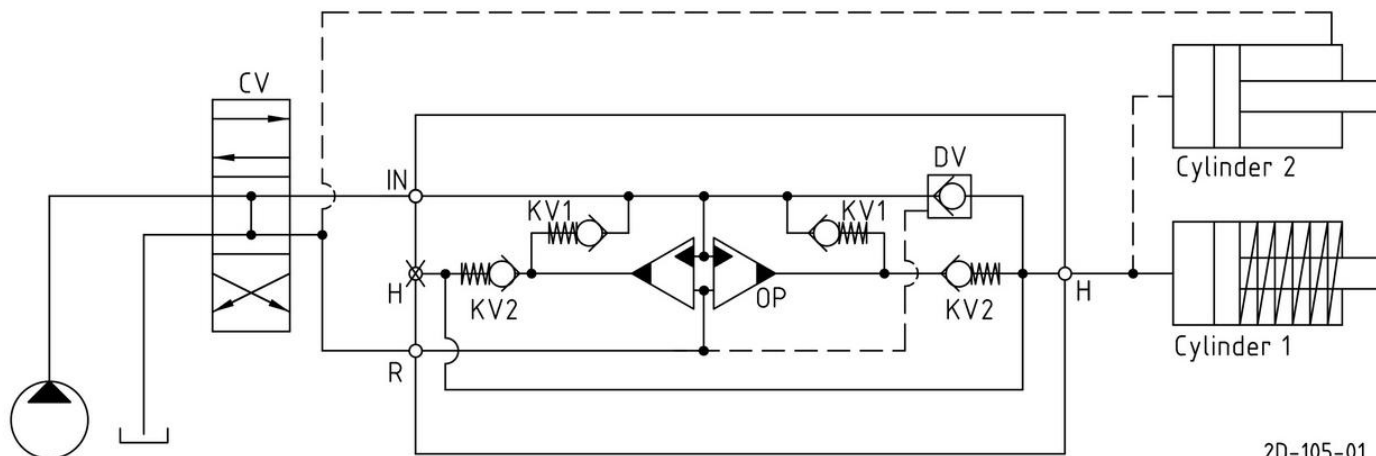 CV
Cylinder 2
IN
DV
KV1
KV1
H
KV2
OP
KV2
H
Cylinder 1
R
2D-105-01